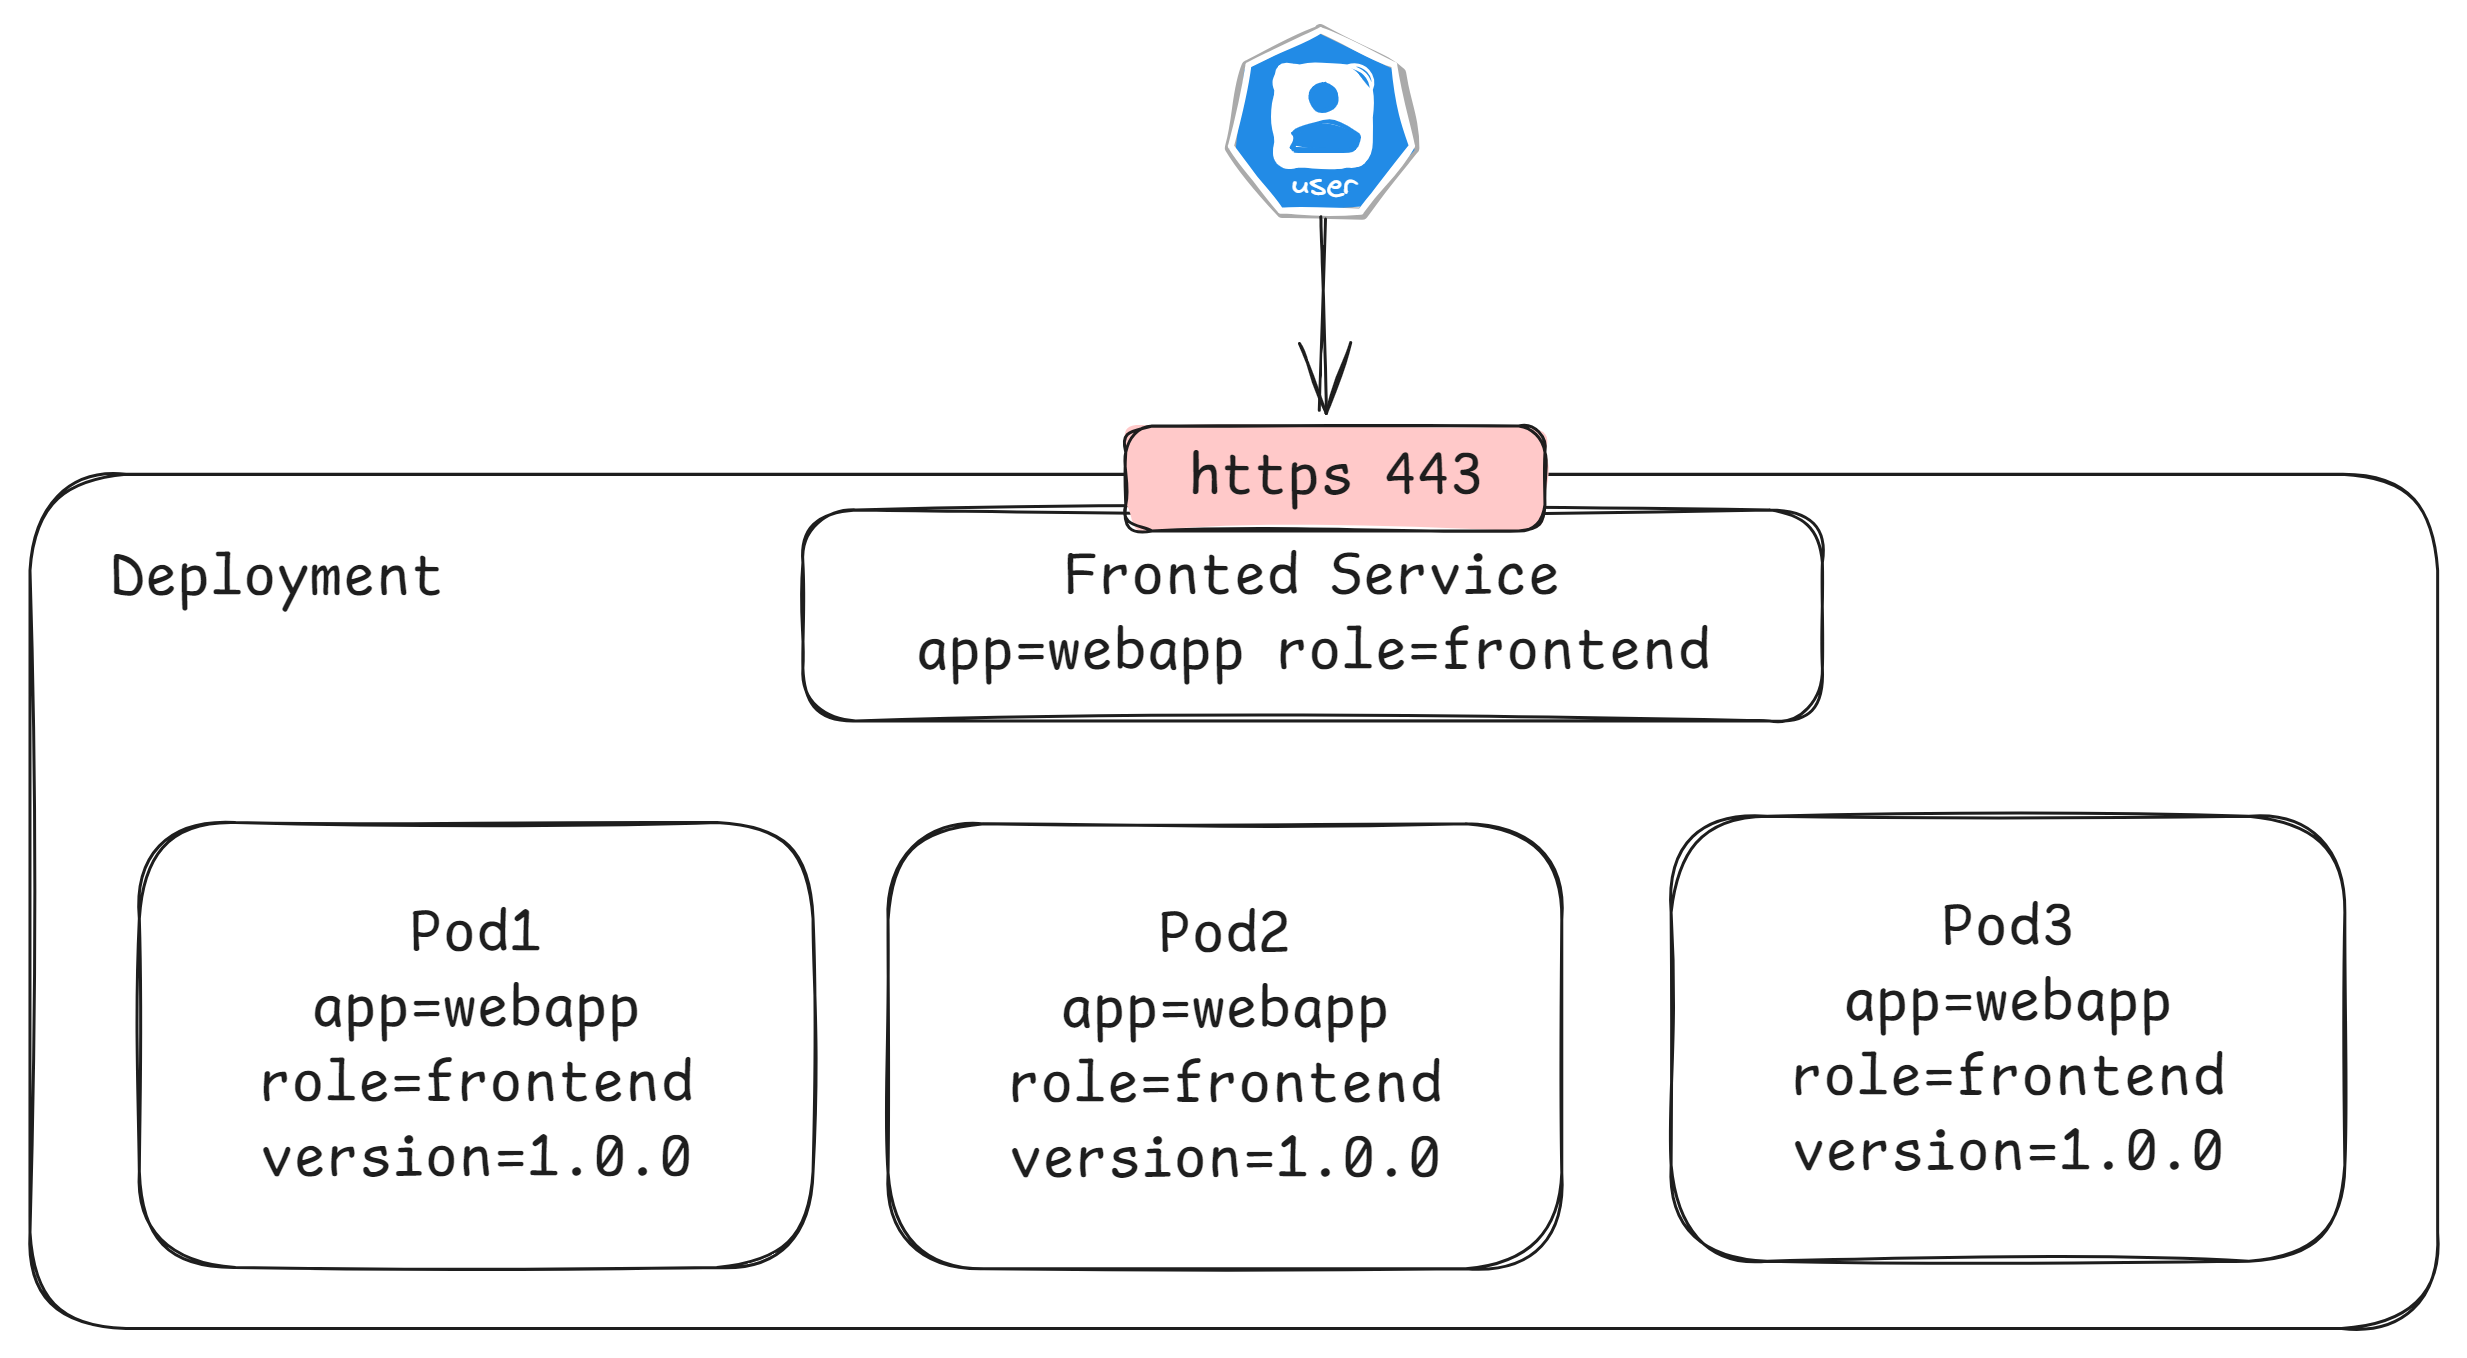 user
https 443
Deployment
Fronted Service
app=webapp role=frontend
Pod1
app=webapp
role=frontend
version=1.0.0
Pod2
app=webapp
role=frontend
version=1.0.0
Pod3
app=webapp
role=frontend
version=1.0.0